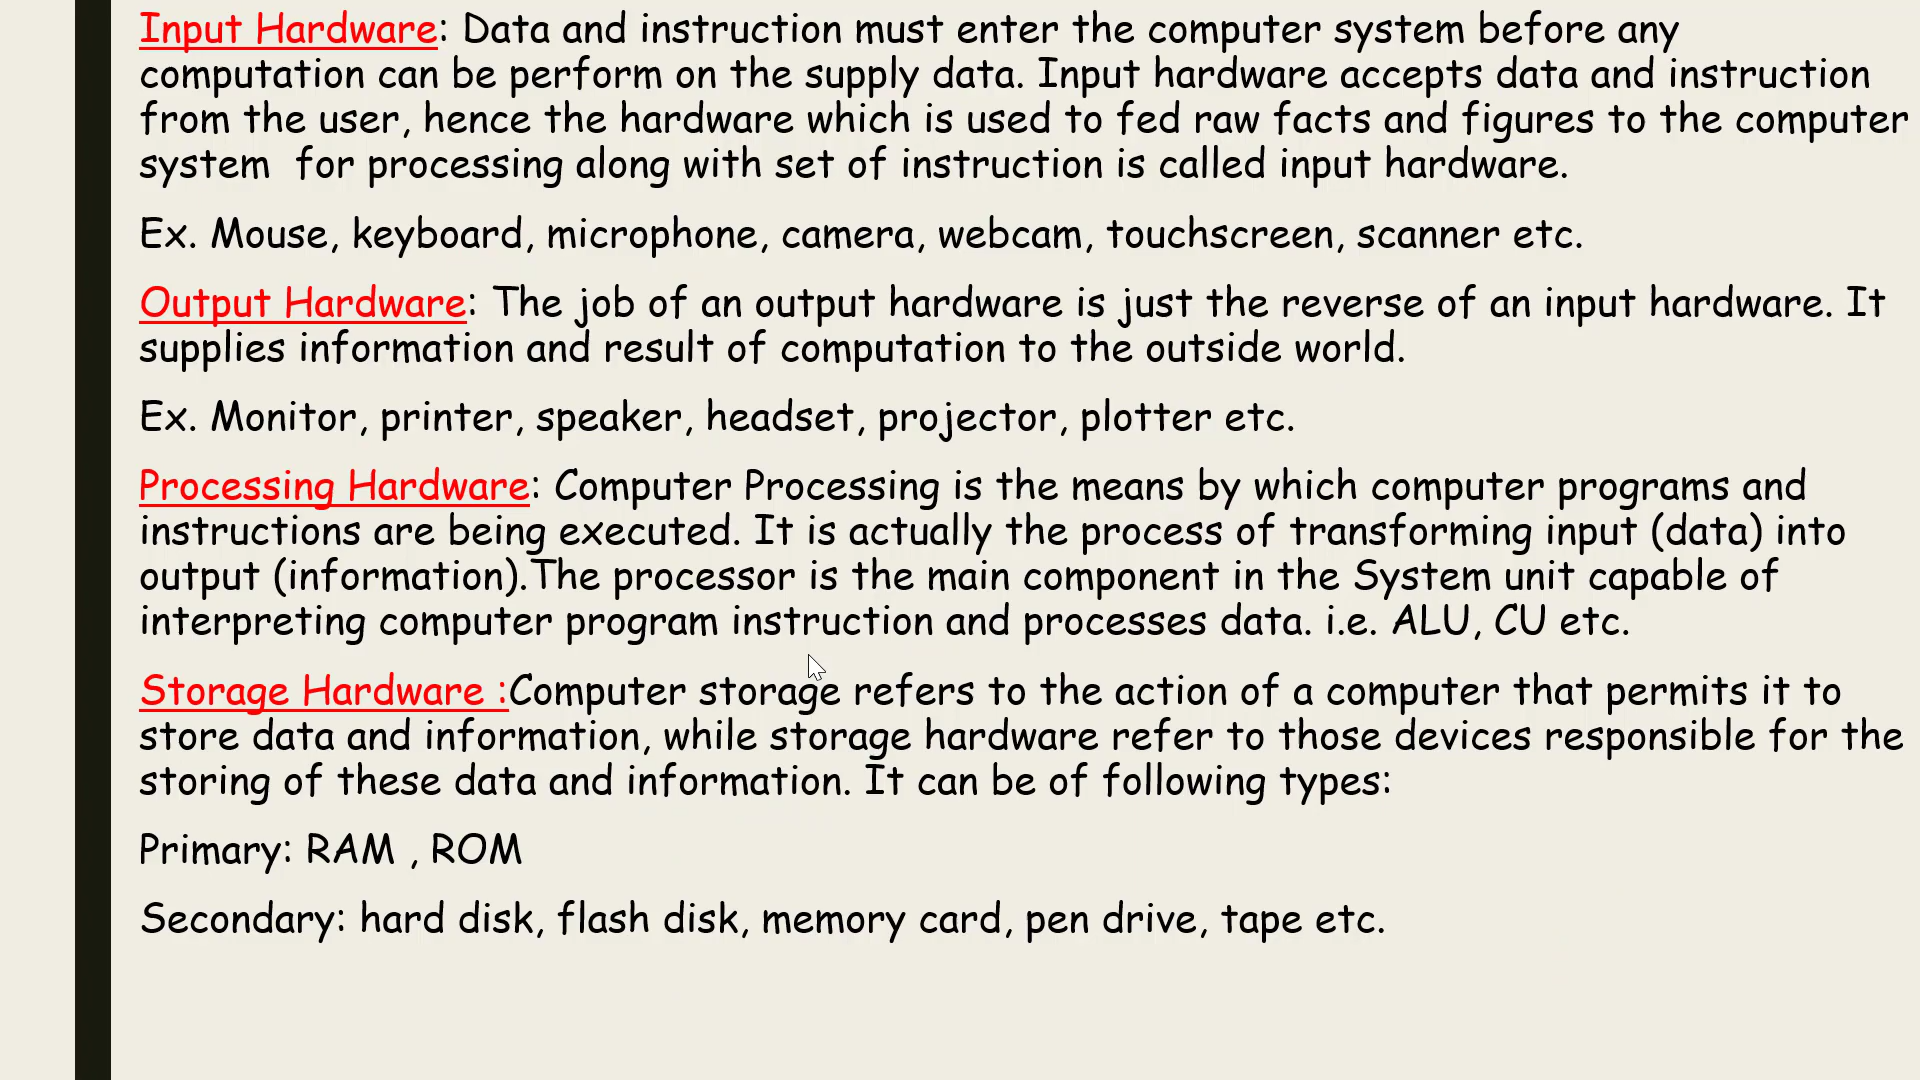 Input Hardware: Data and instruction must enter the computer system before any
computation can be perform on the supply data. Input hardware accepts data and instruction
from the user, hence the hardware which is used to fed raw facts and figures to the computer
system  for processing along with set of instruction is called input hardware.
Ex. Mouse, keyboard, microphone, camera, webcam, touchscreen, scanner etc.
Output Hardware: The job of an output hardware is just the reverse of an input hardware. It
supplies information and result of computation to the outside world.
Ex. Monitor, printer, speaker, headset, projector, plotter etc.
Processing Hardware: Computer Processing is the means by which computer programs and
instructions are being executed. It is actually the process of transforming input (data) into
output (information).The processor is the main component in the System unit capable of
interpreting computer program instruction and processes data. i.e. ALU, CU etc.
Storage Hardware :Computer storage refers to the action of a computer that permits it to
store data and information, while storage hardware refer to those devices responsible for the
storing of these data and information. It can be of following types:
Primary: RAM , ROM
Secondary: hard disk, flash disk, memory card, pen drive, tape etc.